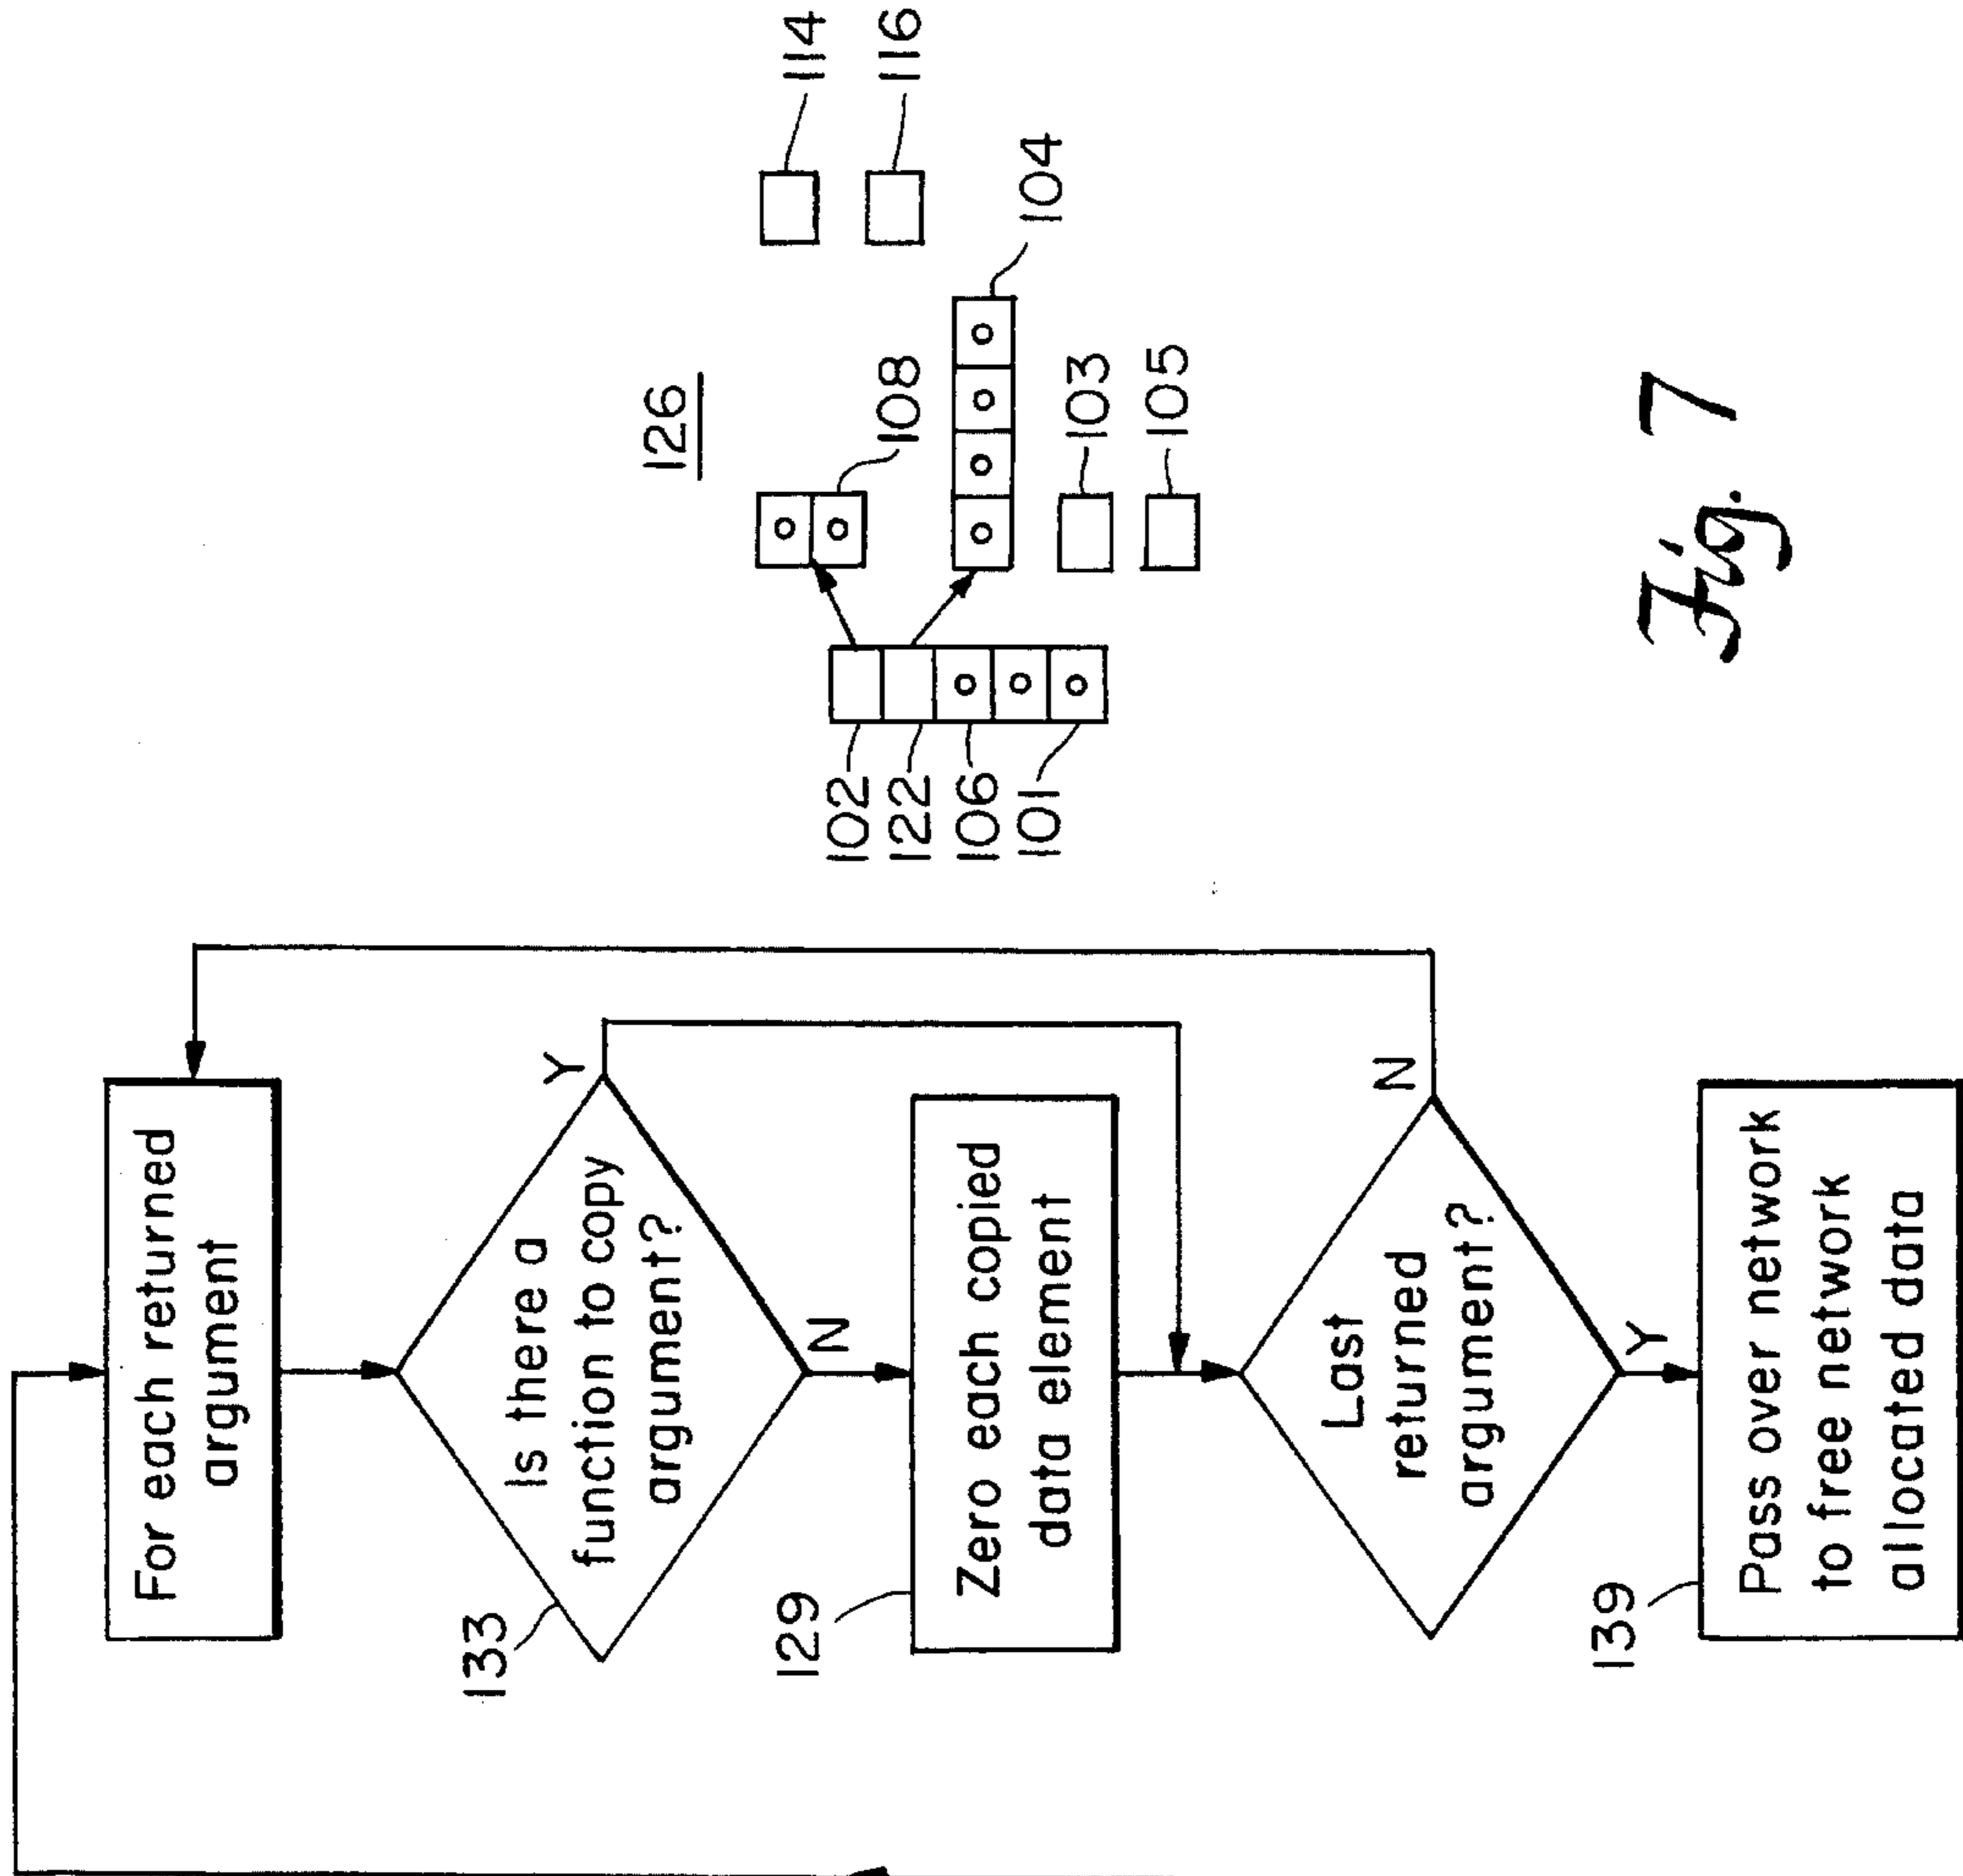 For each returned
argument
Is there a
function to copy
argument?
Y
N
133
Zero each copied
data element
129
Last
returned
argument?
N
Y
Pass over network
to free network
allocated data
139
126
102
122
106
101
108
104
103
105
114
116
Fig. 7